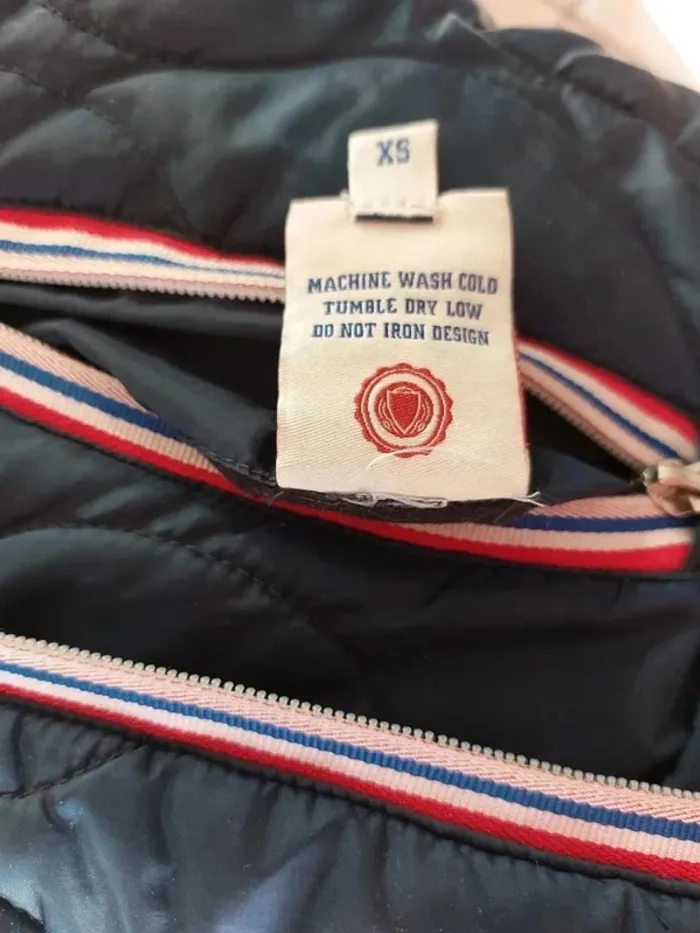 XS
MACHINE WASH COLD
TUMBLE DRY LOW
DO NOT IRON DESIGN